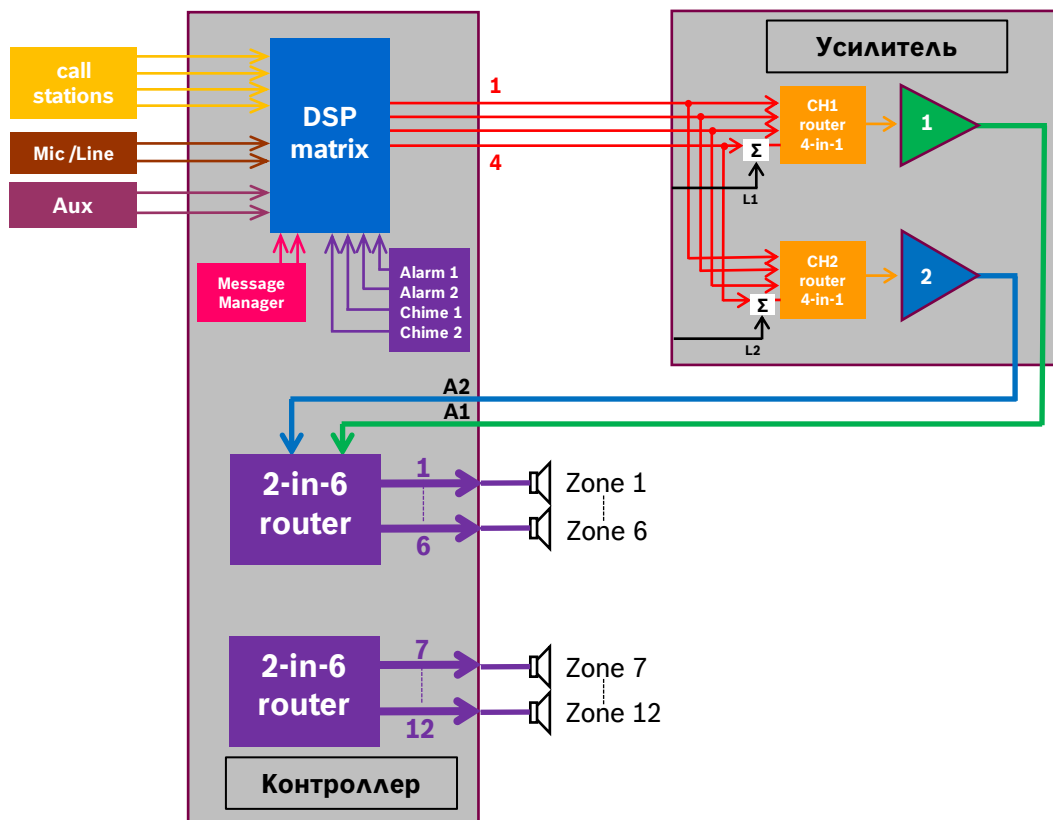 Усилитель
call
stations
Mic /Line
Aux
DSP
matrix
1
4
CH1
router
4-in-1
1
Σ
L1
Message
Manager
Alarm 1
Alarm 2
Chime 1
Chime 2
CH2
router
4-in-1
2
Σ
L2
A2
A1
2-in-6
router
1
6
Zone 1
Zone 6
2-in-6
router
7
12
Zone 7
Zone 12
Контроллер